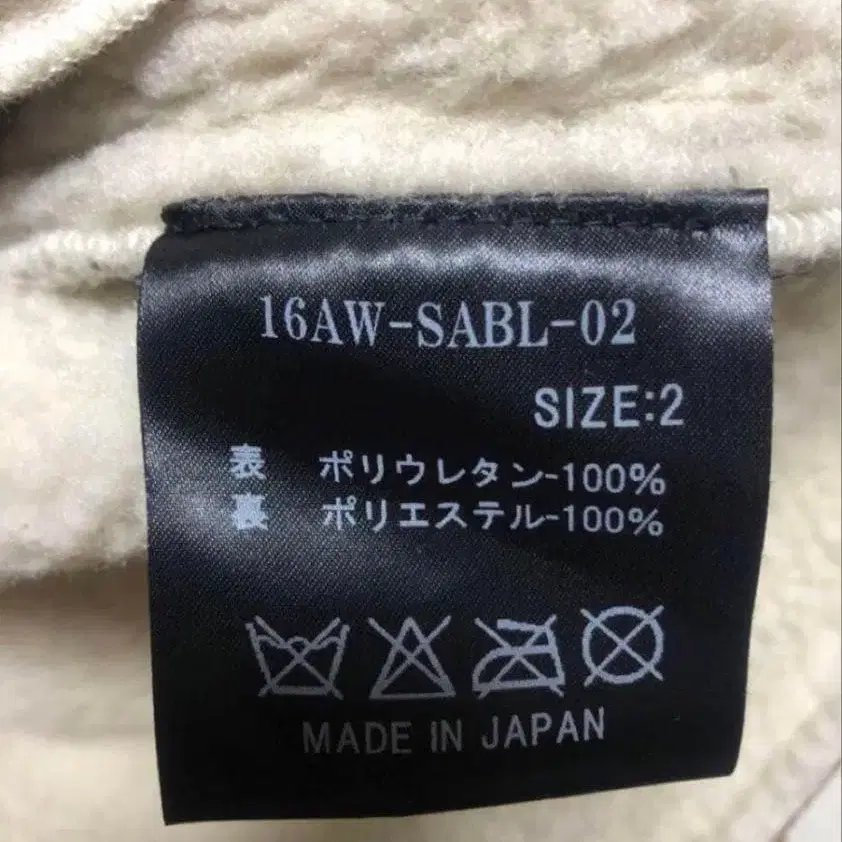 16AW-SABL-02
SIZE:2
表 ポリウレタン-100%
裏 ポリエステル-100%
MADE IN JAPAN